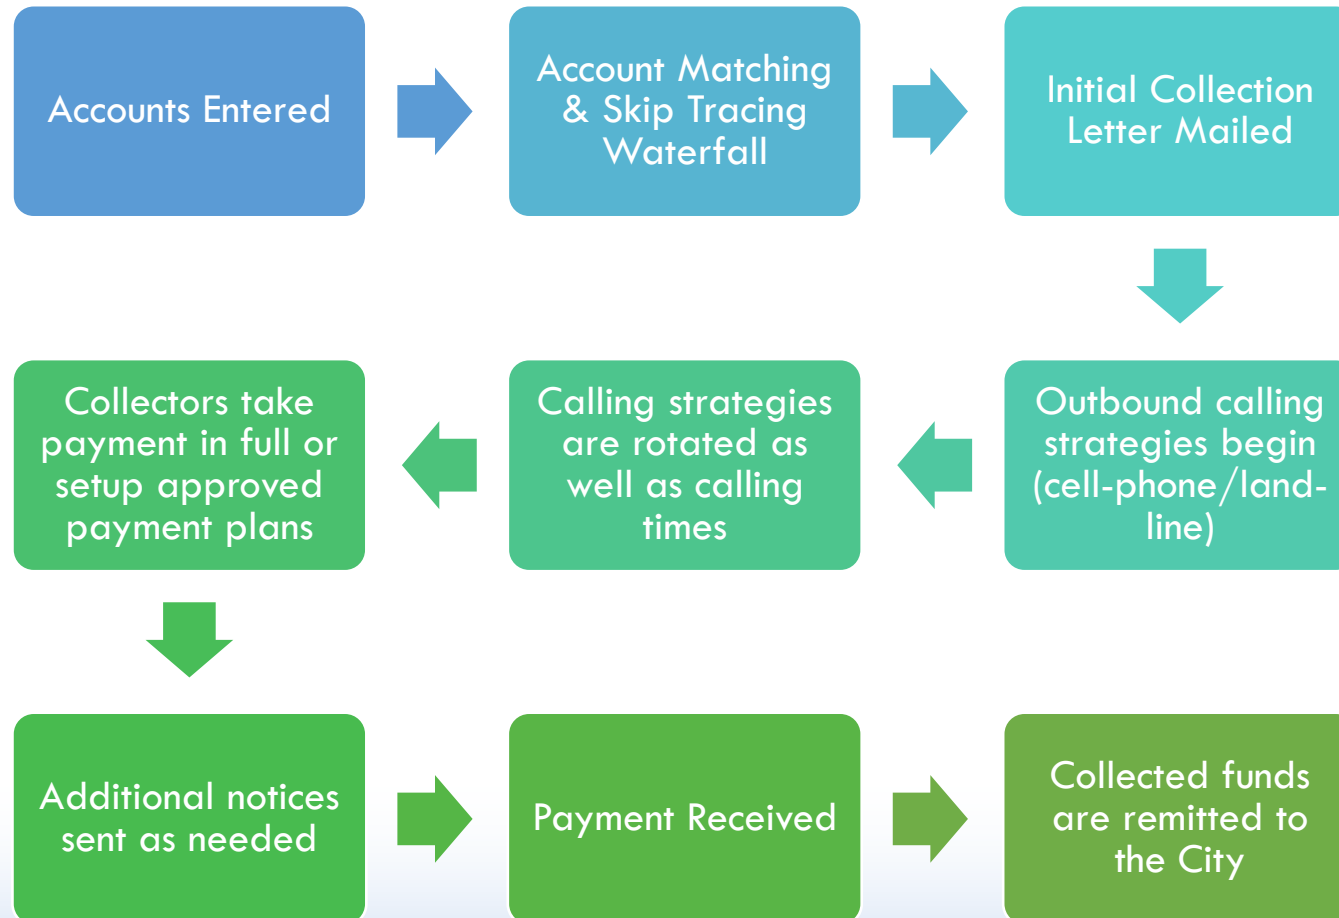 Accounts Entered
Account Matching
& Skip Tracing
Waterfall
Initial Collection
Letter Mailed
Outbound calling
strategies begin
(cell-phone/land-
line)
Calling strategies
are rotated as
well as calling
times
Collectors take
payment in full or
setup approved
payment plans
Additional notices
sent as needed
Payment Received
Collected funds
are remitted to
the City